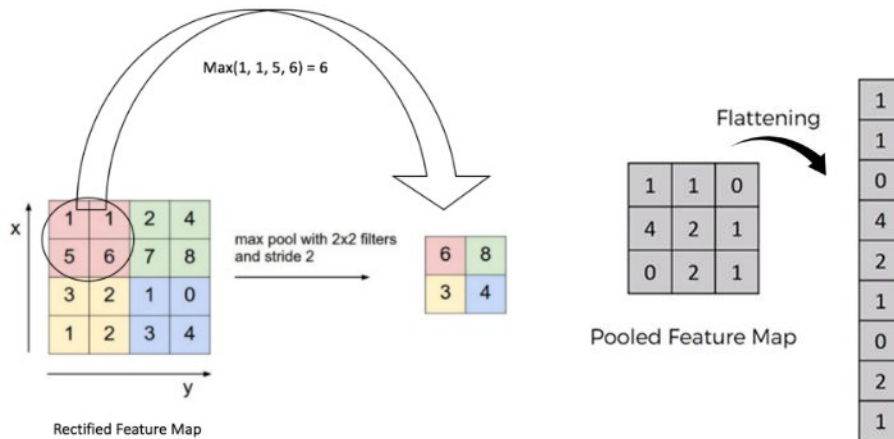 Max(1, 1, 5, 6) = 6
x
1 1 2 4
5 6 7 8
3 2 1 0
1 2 3 4
y
Rectified Feature Map
max pool with 2x2 filters
and stride 2
6 8
3 4
1 1 0
4 2 1
0 2 1
Pooled Feature Map
Flattening
1
1
0
4
2
1
0
2
1